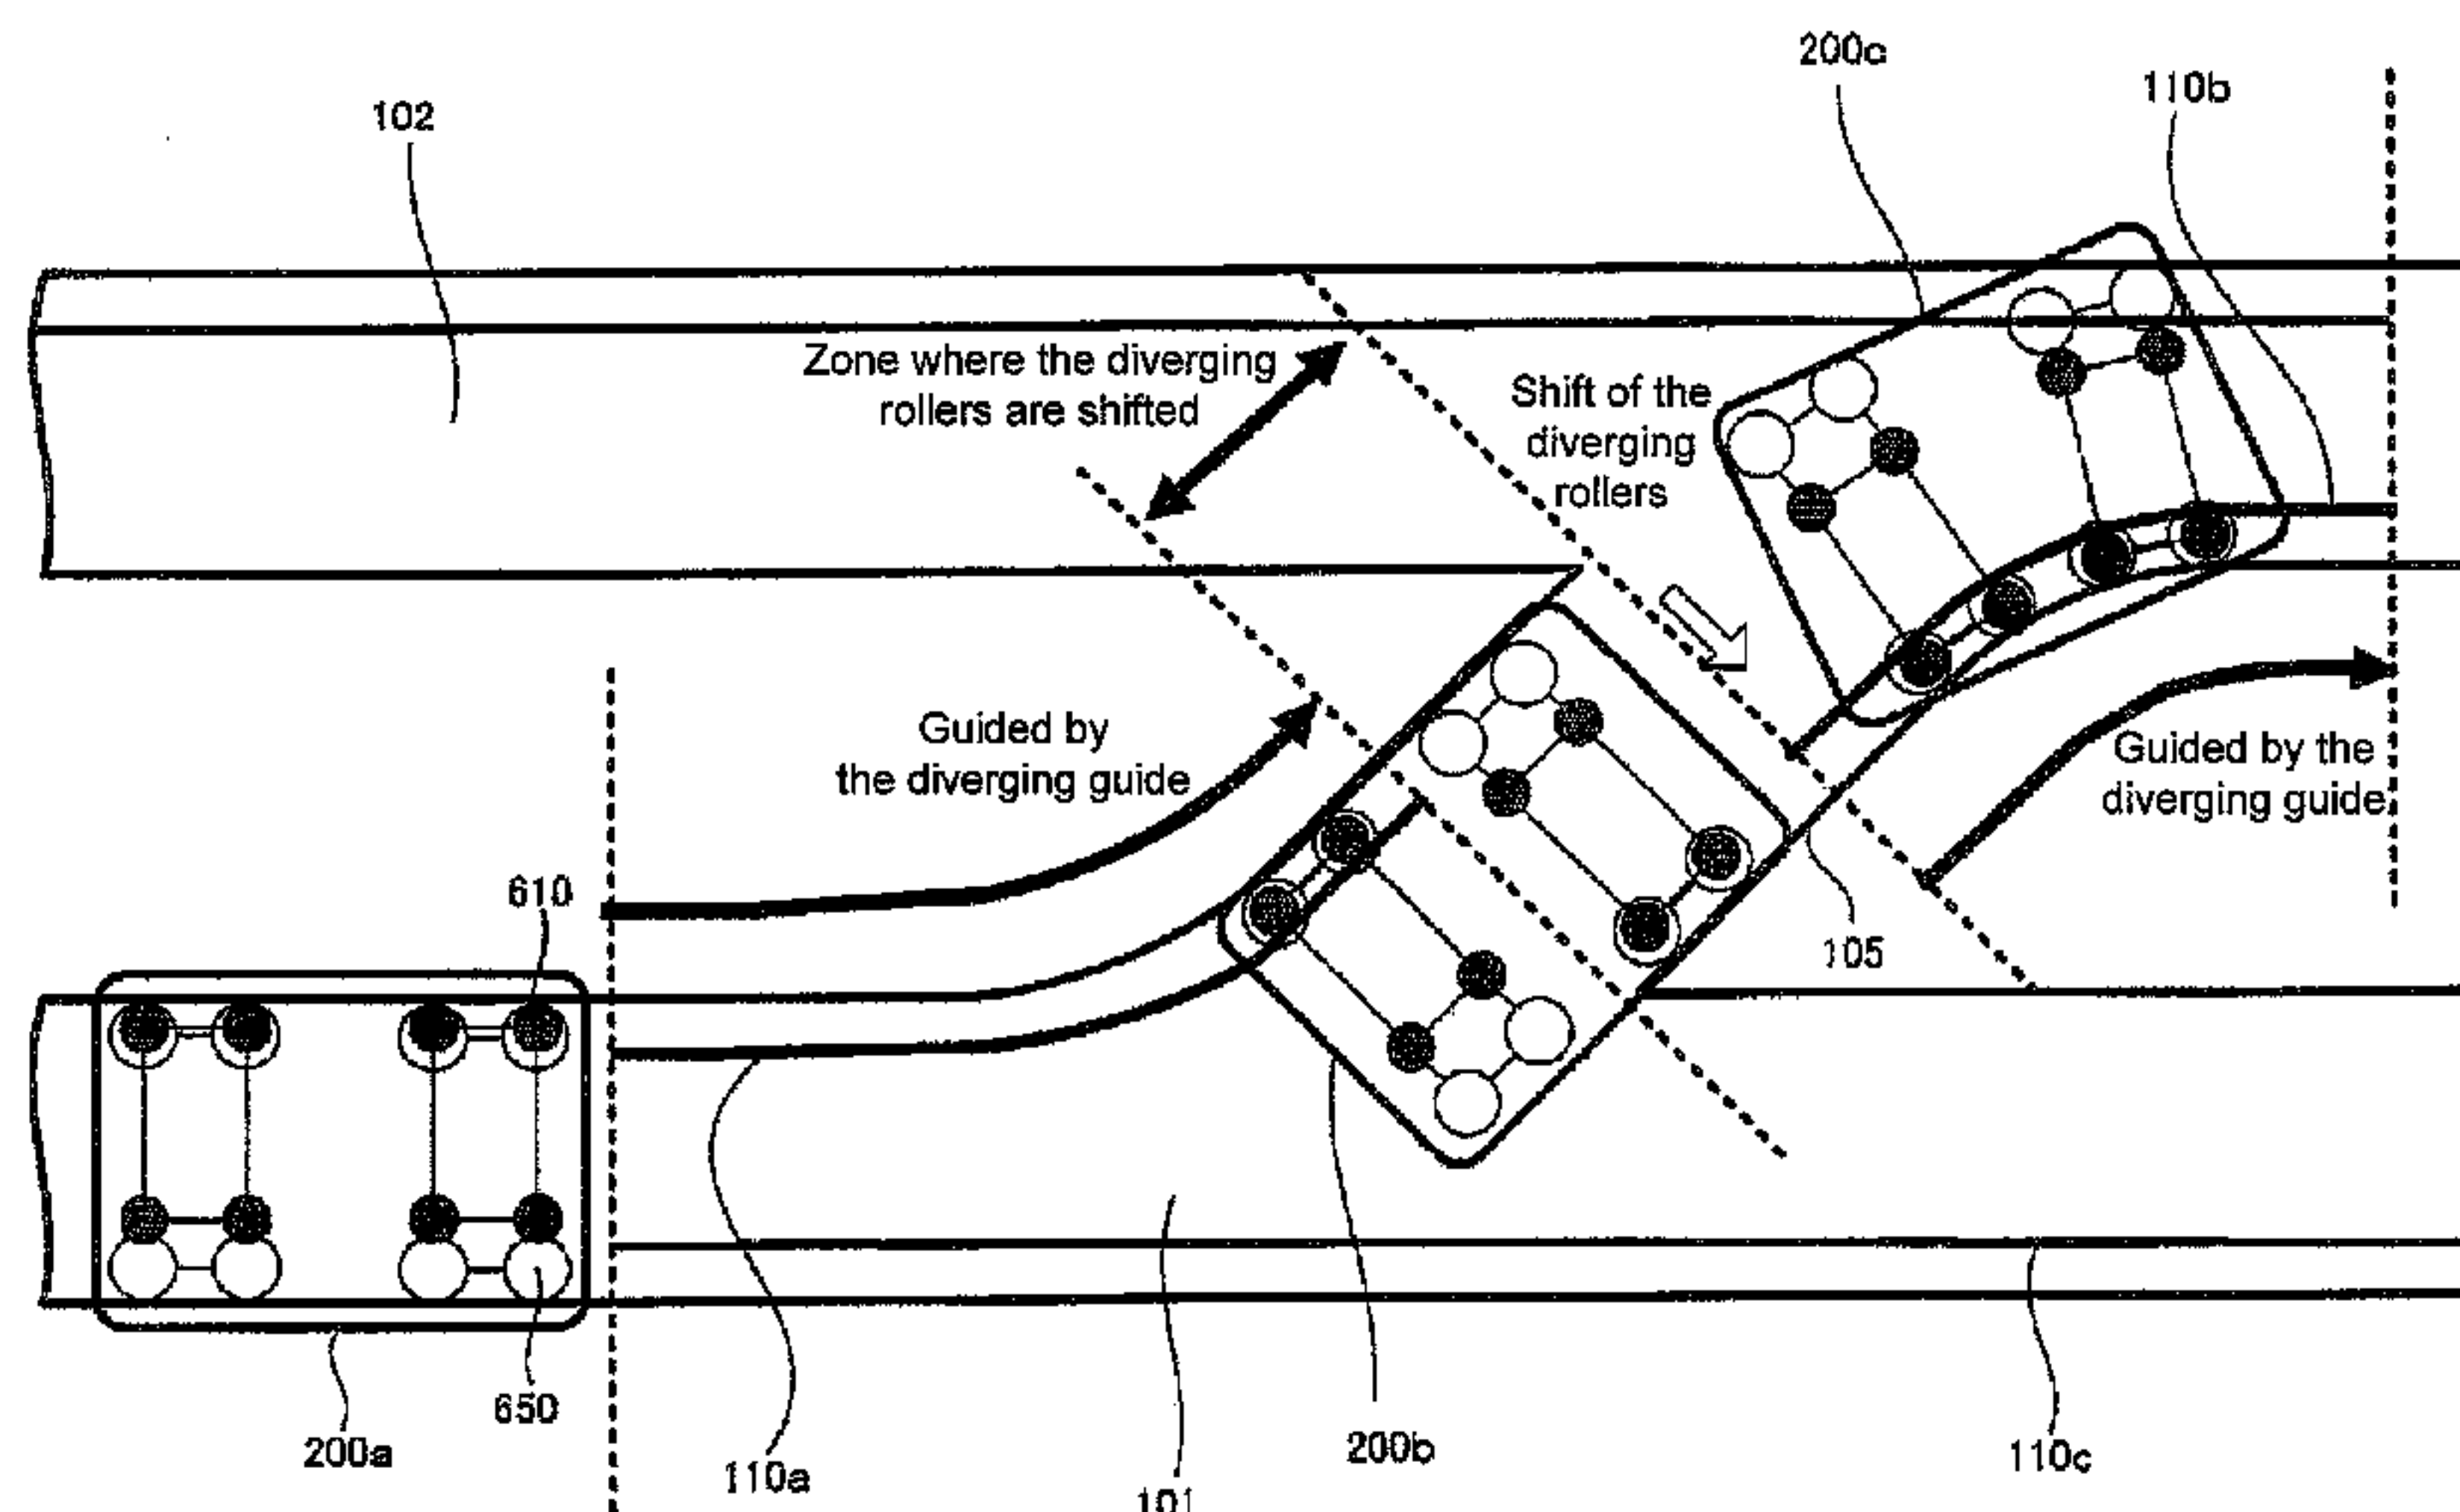 200c
110b
102
Zone where the diverging
rollers are shifted
Shift of the
diverging
rollers
Guided by
the diverging guide
Guided by the
diverging guide
610
105
650
200a
110a
101
200b
110c